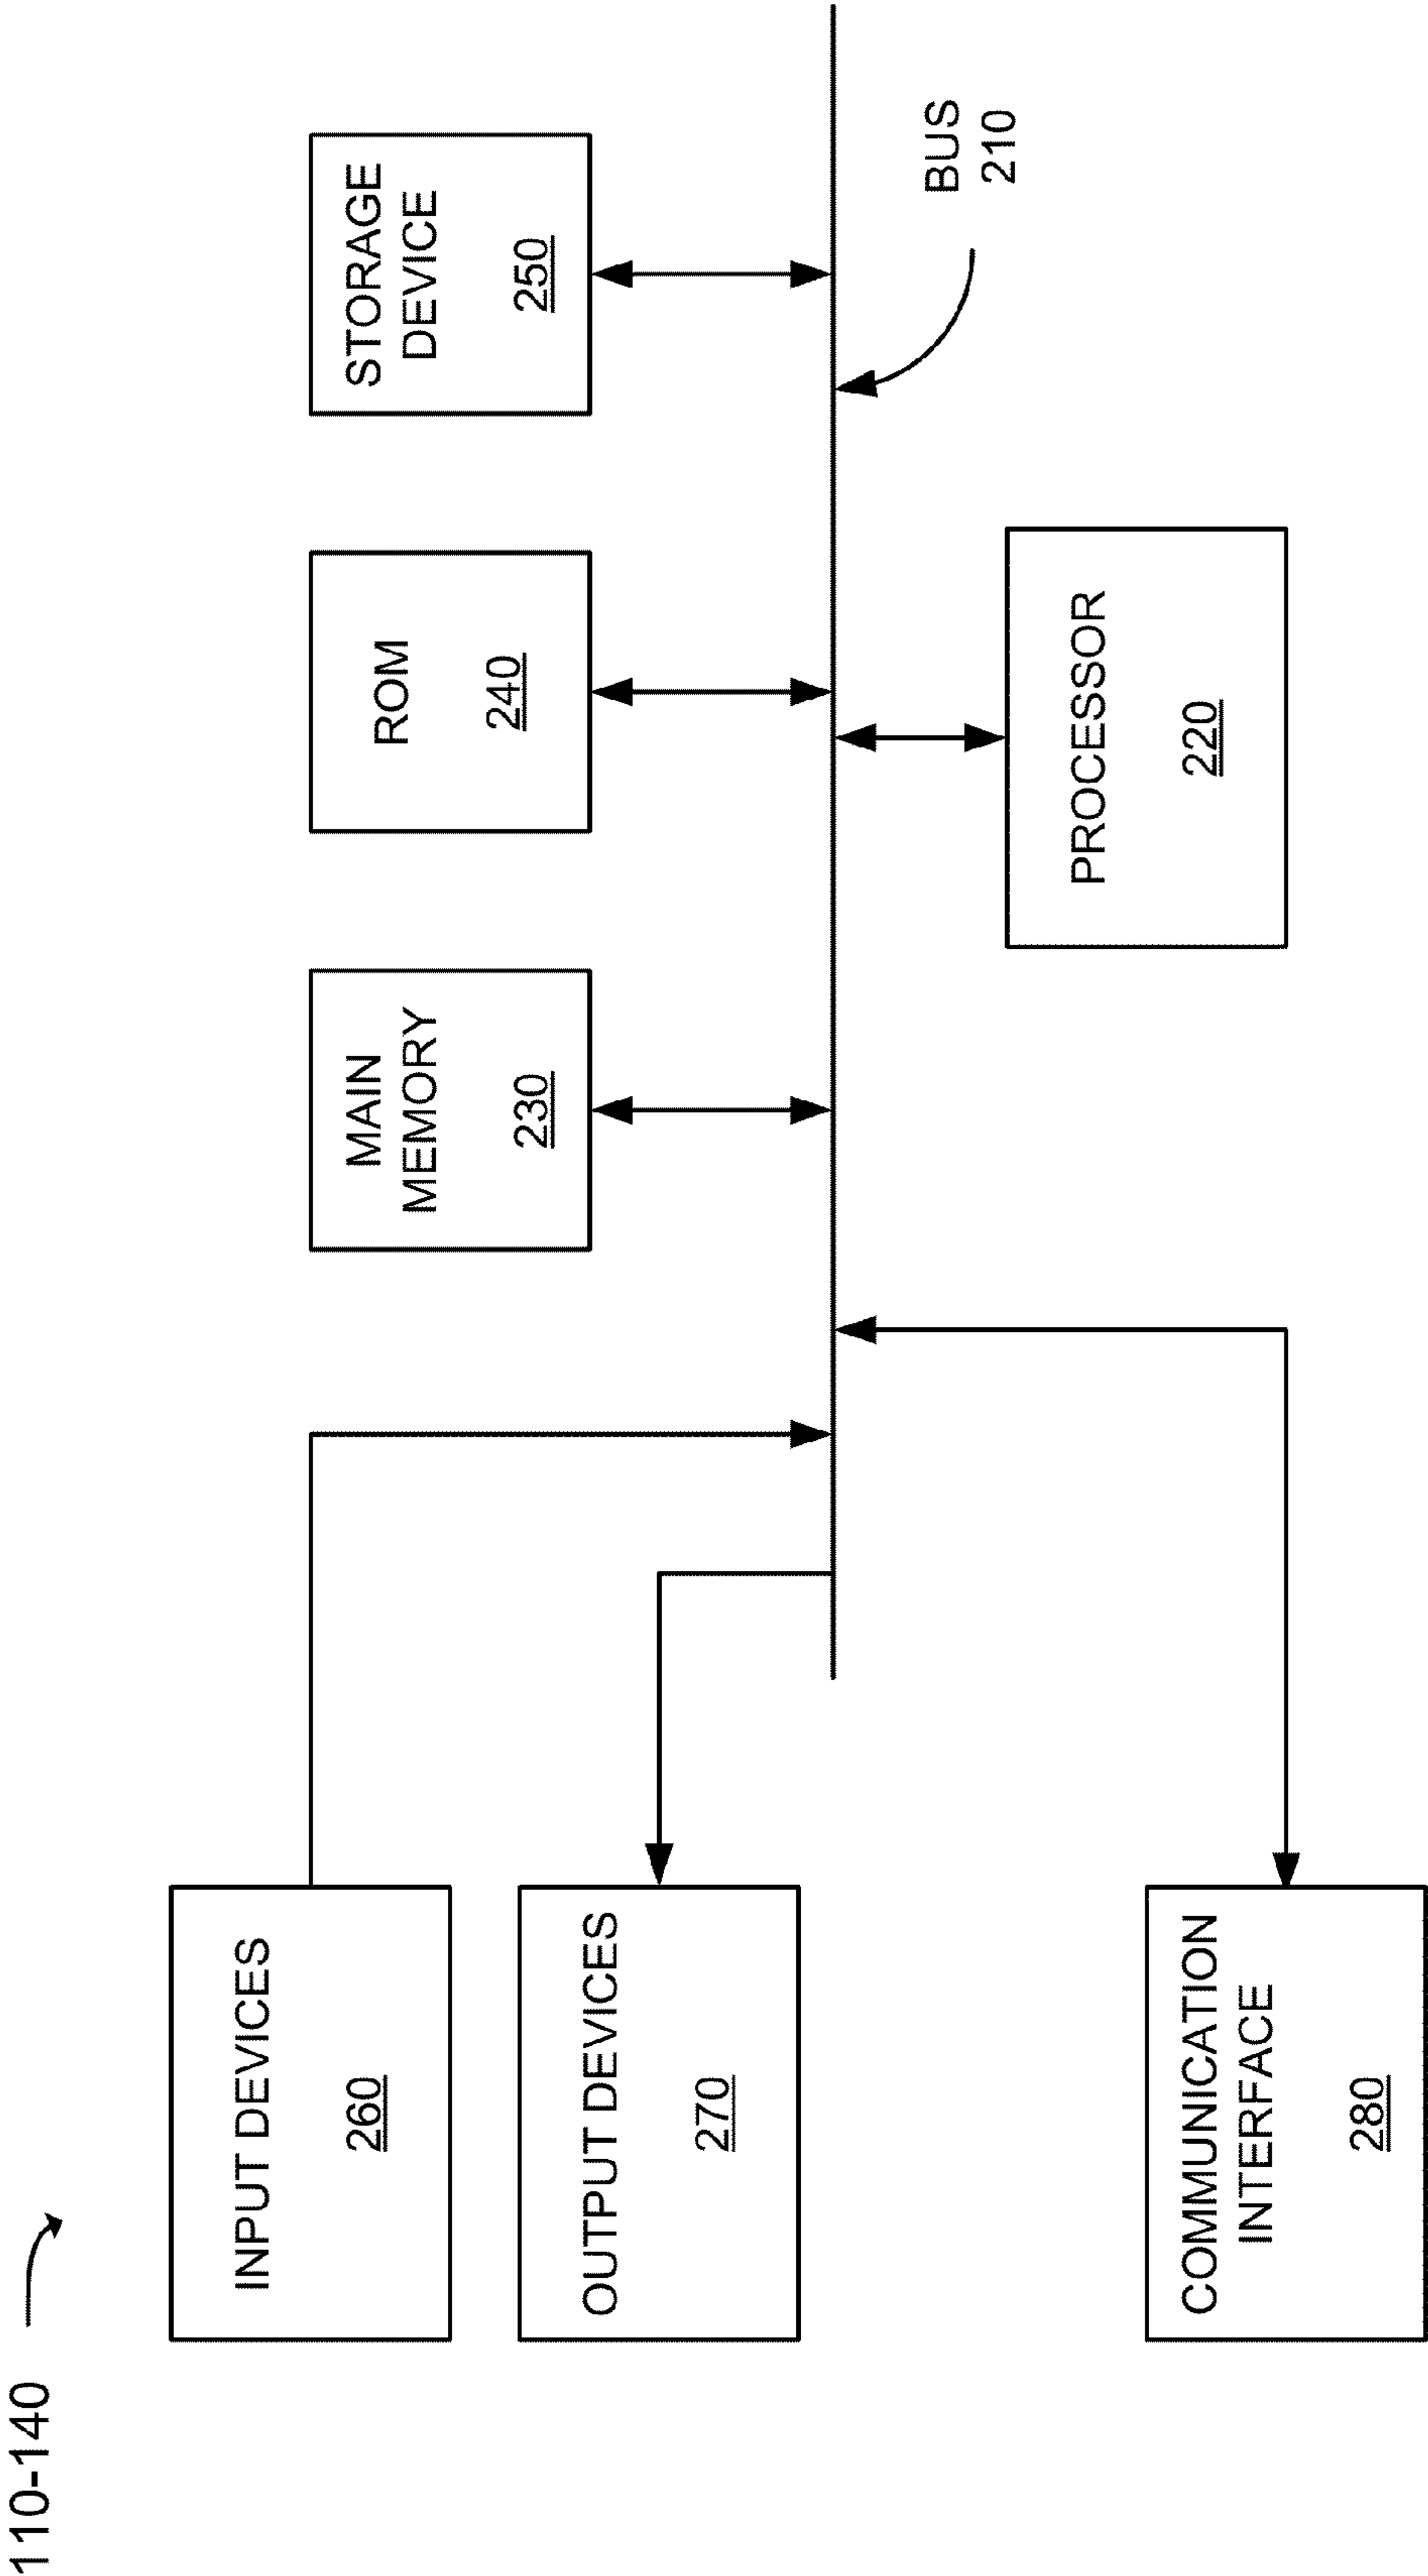 110-140
INPUT DEVICES
260
OUTPUT DEVICES
270
COMMUNICATION
INTERFACE
280
MAIN
MEMORY
230
ROM
240
STORAGE
DEVICE
250
PROCESSOR
220
BUS
210